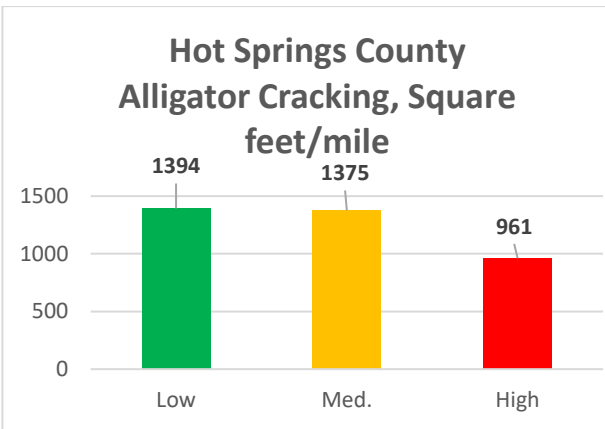 Hot Springs County
Alligator Cracking, Square
feet/mile
1394
1375
961
1500
1000
500
0
Low
Med.
High